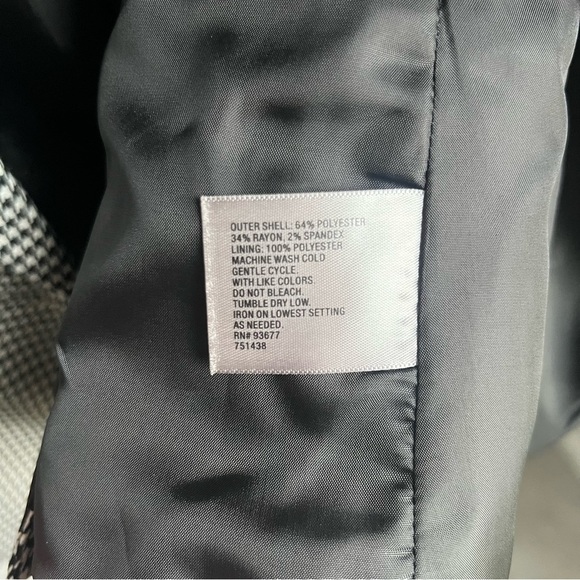 OUTER SHELL: 64% POLYESTER
34% RAYON, 2% SPANDEX
LINING: 100% POLYESTER
MACHINE WASH COLD
GENTLE CYCLE.
WITH LIKE COLORS.
DO NOT BLEACH.
TUMBLE DRY LOW.
IRON ON LOWEST SETTING
AS NEEDED.
RN# 93677
751438